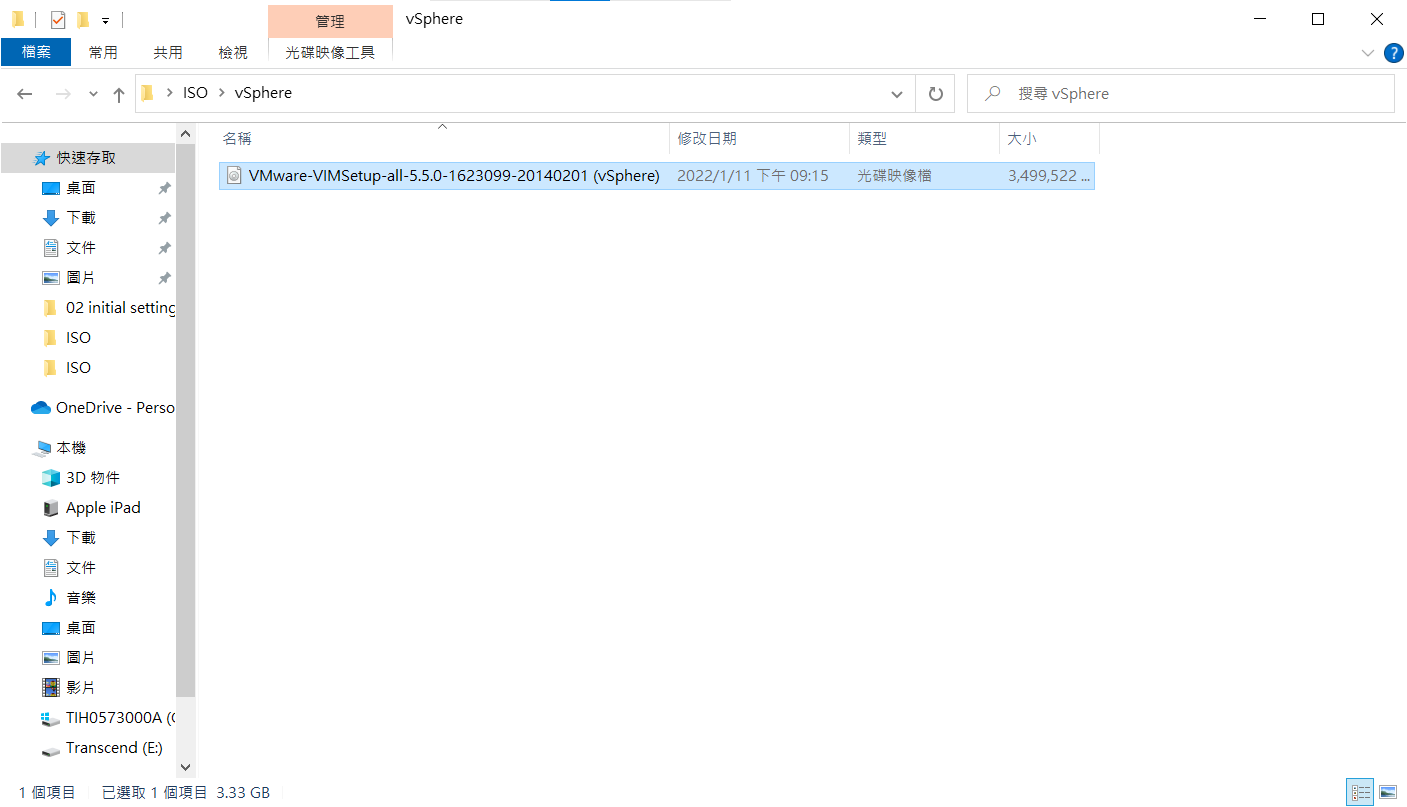 管理 vSphere
檔案 常用 共用 檢視 光碟映像工具
ISO vSphere 搜尋 vSphere
名稱 修改日期 類型 大小
VMware-VIMSetup-all-5.5.0-1623099-20140201 (vSphere) 2022/1/11 下午 09:15 光碟映像檔 3,499,522 ...
快速存取
桌面
下載
文件
圖片
02 initial setting
ISO
ISO
OneDrive - Perso
本機
3D 物件
Apple iPad
下載
文件
音樂
桌面
圖片
影片
TIH0573000A (C
Transcend (E:)
1 個項目 已選取 1 個項目 3.33 GB